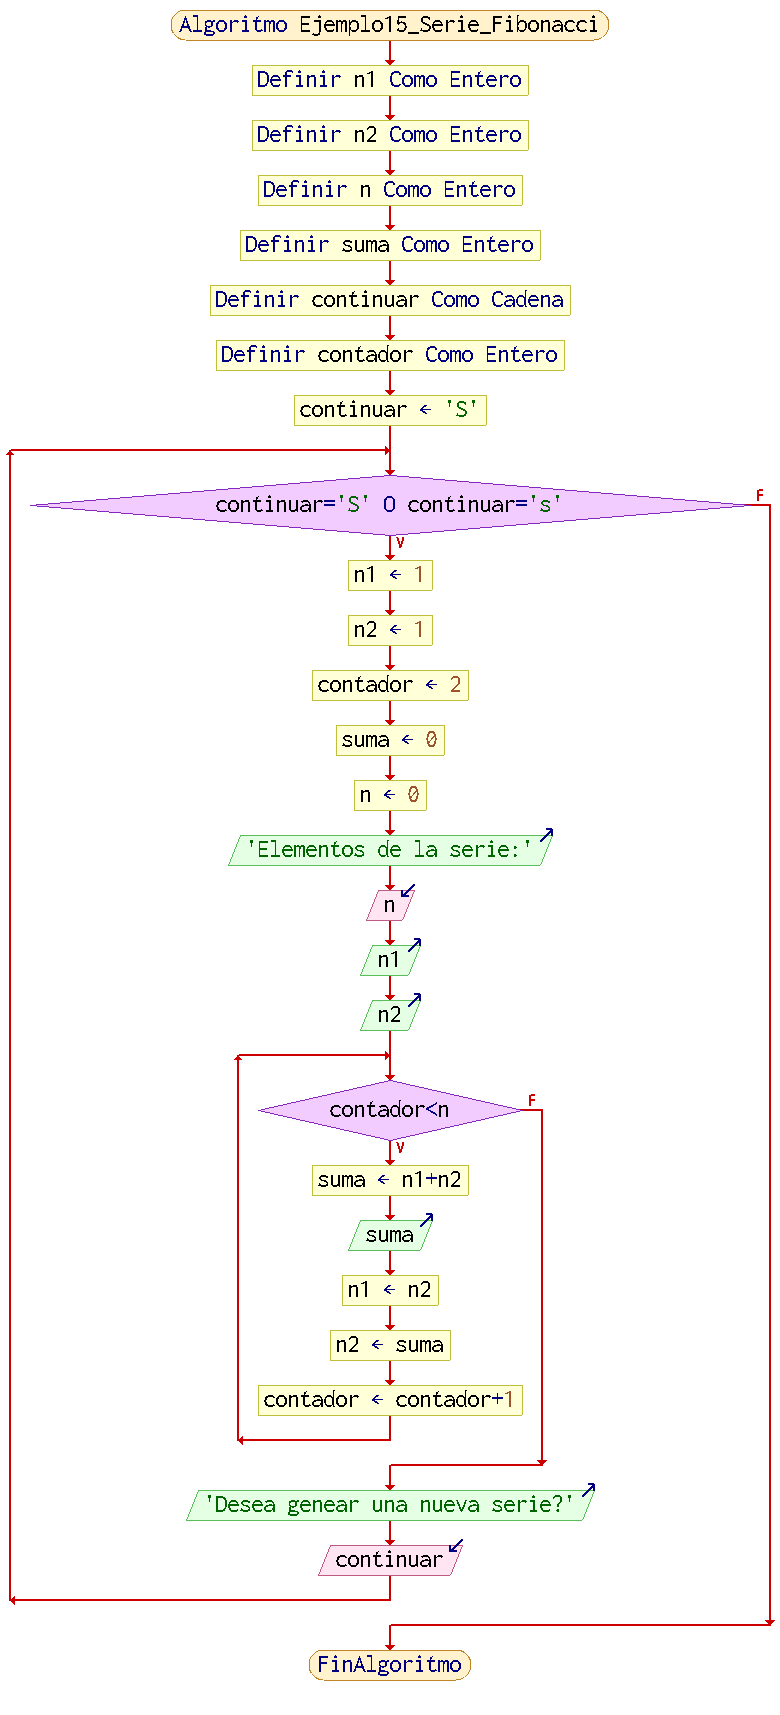 Algoritmo Ejemplo15_Serie_Fibonacci
Definir n1 Como Entero
Definir n2 Como Entero
Definir n Como Entero
Definir suma Como Entero
Definir continuar Como Cadena
Definir contador Como Entero
continuar ← 'S'
continuar='S' O continuar='s'
F
V
n1 ← 1
n2 ← 1
contador ← 2
suma ← 0
n ← 0
'Elementos de la serie:'
n
n1
n2
contador<n
F
V
suma ← n1+n2
suma
n1 ← n2
n2 ← suma
contador ← contador+1
'Desea genear una nueva serie?'
continuar
FinAlgoritmo